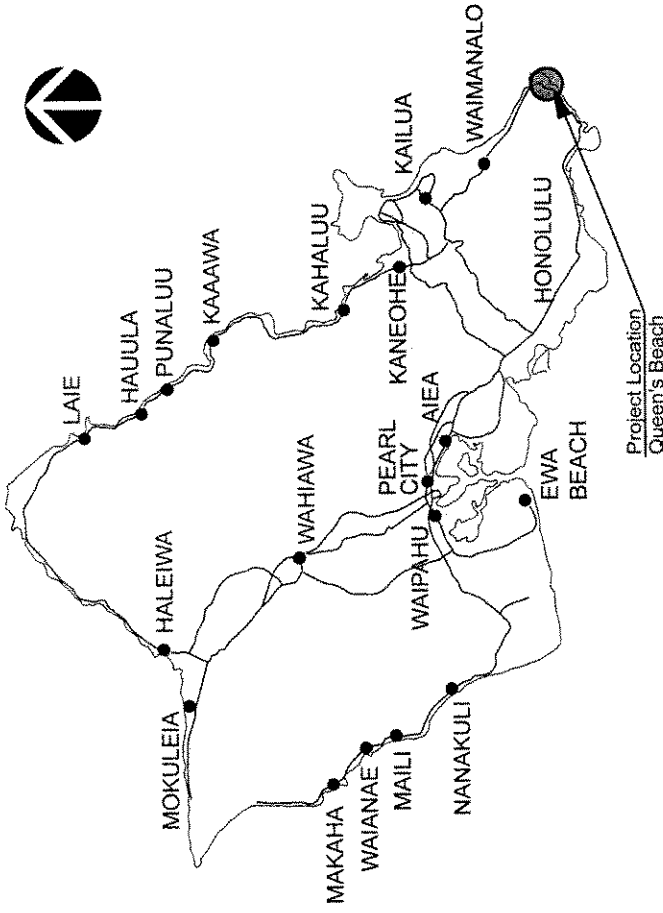 LAIE
HAUULA
PUNALUU
KAAAWA
KAHALUU
KANEOHE
KAILUA
WAIMANALO
HALEIWA
MOKULEIA
WAHIAWA
PEARL
CITY
AIEA
WAIPAHU
HONOLULU
EWA
BEACH
MAKAHA
WAIANAE
MAILI
NANAKULI
Project Location
Queen's Beach